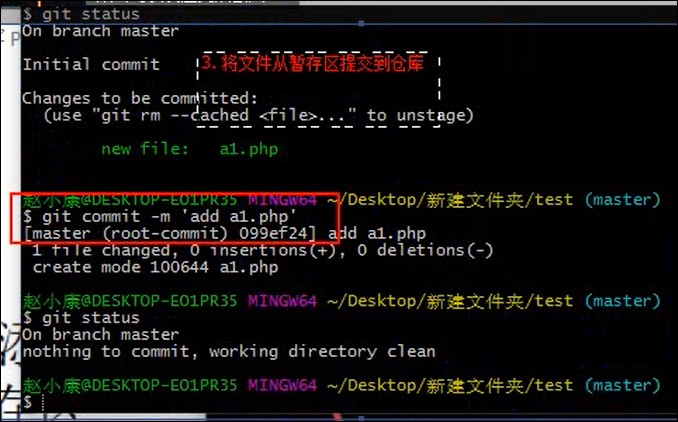 $ git status
On branch master
Initial commit
3.将文件从暂存区提交到仓库
Changes to be committed:
(use "git rm --cached <file>..." to unstage)
new file: a1.php
赵小康@DESKTOP-EO1PR35 MINGW64 ~/Desktop/新建文件夹/test (master)
$ git commit -m 'add a1.php'
[master (root-commit) 099ef24] add a1.php
1 file changed, 0 insertions(+), 0 deletions(-)
create mode 100644 a1.php
赵小康@DESKTOP-EO1PR35 MINGW64 ~/Desktop/新建文件夹/test (master)
$ git status
On branch master
nothing to commit, working directory clean
赵小康@DESKTOP-EO1PR35 MINGW64 ~/Desktop/新建文件夹/test (master)
$